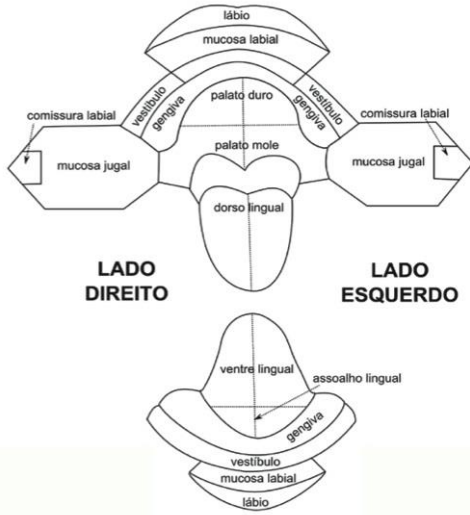 lábio
mucosa labial
vestíbulo
gengiva
palato duro
gengiva
vestíbulo
comissura labial
comissura labial
mucosa jugal
palato mole
mucosa jugal
dorso lingual
LADO
DIREITO
LADO
ESQUERDO
ventre lingual
assoalho lingual
gengiva
vestíbulo
mucosa labial
lábio